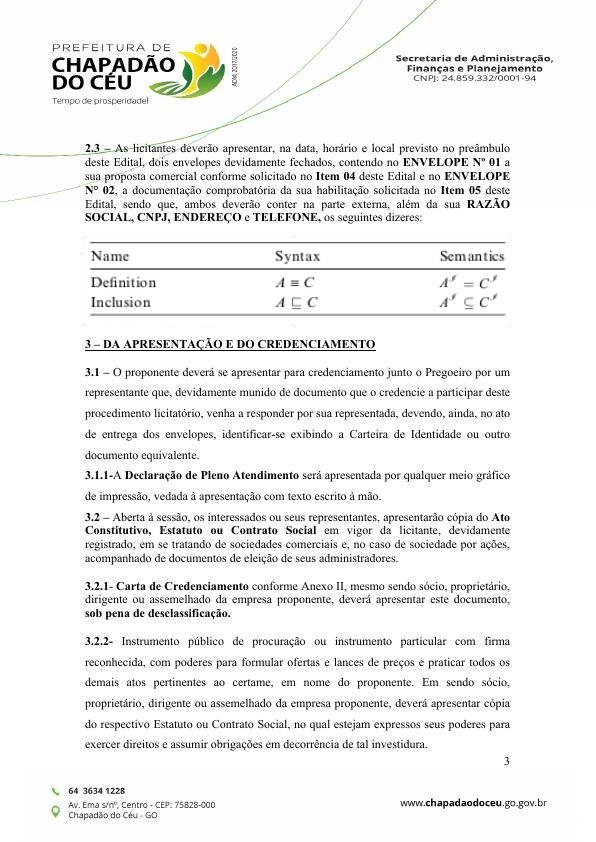 PREFEITURA DE
CHAPADÃO
DO CÉU
Tempo de prosperidade!
ADM: 2017/2020
Secretaria de Administração,
Finanças e Planejamento
CNPJ: 24.859.332/0001-94
2.3 – As licitantes deverão apresentar, na data, horário e local previsto no preâmbulo
deste Edital, dois envelopes devidamente fechados, contendo no ENVELOPE Nº 01 a
sua proposta comercial conforme solicitado no Item 04 deste Edital e no ENVELOPE
N° 02, a documentação comprobatória da sua habilitação solicitada no Item 05 deste
Edital, sendo que, ambos deverão conter na parte externa, além da sua RAZÃO
SOCIAL, CNPJ, ENDEREÇO e TELEFONE, os seguintes dizeres:
Name Syntax Semantics
Definition A ≡ C A^ℐ = C^ℐ
Inclusion A ⊑ C A^ℐ ⊆ C^ℐ
3 – DA APRESENTAÇÃO E DO CREDENCIAMENTO
3.1 – O proponente deverá se apresentar para credenciamento junto o Pregoeiro por um
representante que, devidamente munido de documento que o credencie a participar deste
procedimento licitatório, venha a responder por sua representada, devendo, ainda, no ato
de entrega dos envelopes, identificar-se exibindo a Carteira de Identidade ou outro
documento equivalente.
3.1.1-A Declaração de Pleno Atendimento será apresentada por qualquer meio gráfico
de impressão, vedada à apresentação com texto escrito à mão.
3.2 – Aberta à sessão, os interessados ou seus representantes, apresentarão cópia do Ato
Constitutivo, Estatuto ou Contrato Social em vigor da licitante, devidamente
registrado, em se tratando de sociedades comerciais e, no caso de sociedade por ações,
acompanhado de documentos de eleição de seus administradores.
3.2.1- Carta de Credenciamento conforme Anexo II, mesmo sendo sócio, proprietário,
dirigente ou assemelhado da empresa proponente, deverá apresentar este documento,
sob pena de desclassificação.
3.2.2- Instrumento público de procuração ou instrumento particular com firma
reconhecida, com poderes para formular ofertas e lances de preços e praticar todos os
demais atos pertinentes ao certame, em nome do proponente. Em sendo sócio,
proprietário, dirigente ou assemelhado da empresa proponente, deverá apresentar cópia
do respectivo Estatuto ou Contrato Social, no qual estejam expressos seus poderes para
exercer direitos e assumir obrigações em decorrência de tal investidura.
3
64 3634 1228
Av. Ema s/nº, Centro - CEP: 75828-000
Chapadão do Céu - GO
www.chapadaodoceu.go.gov.br